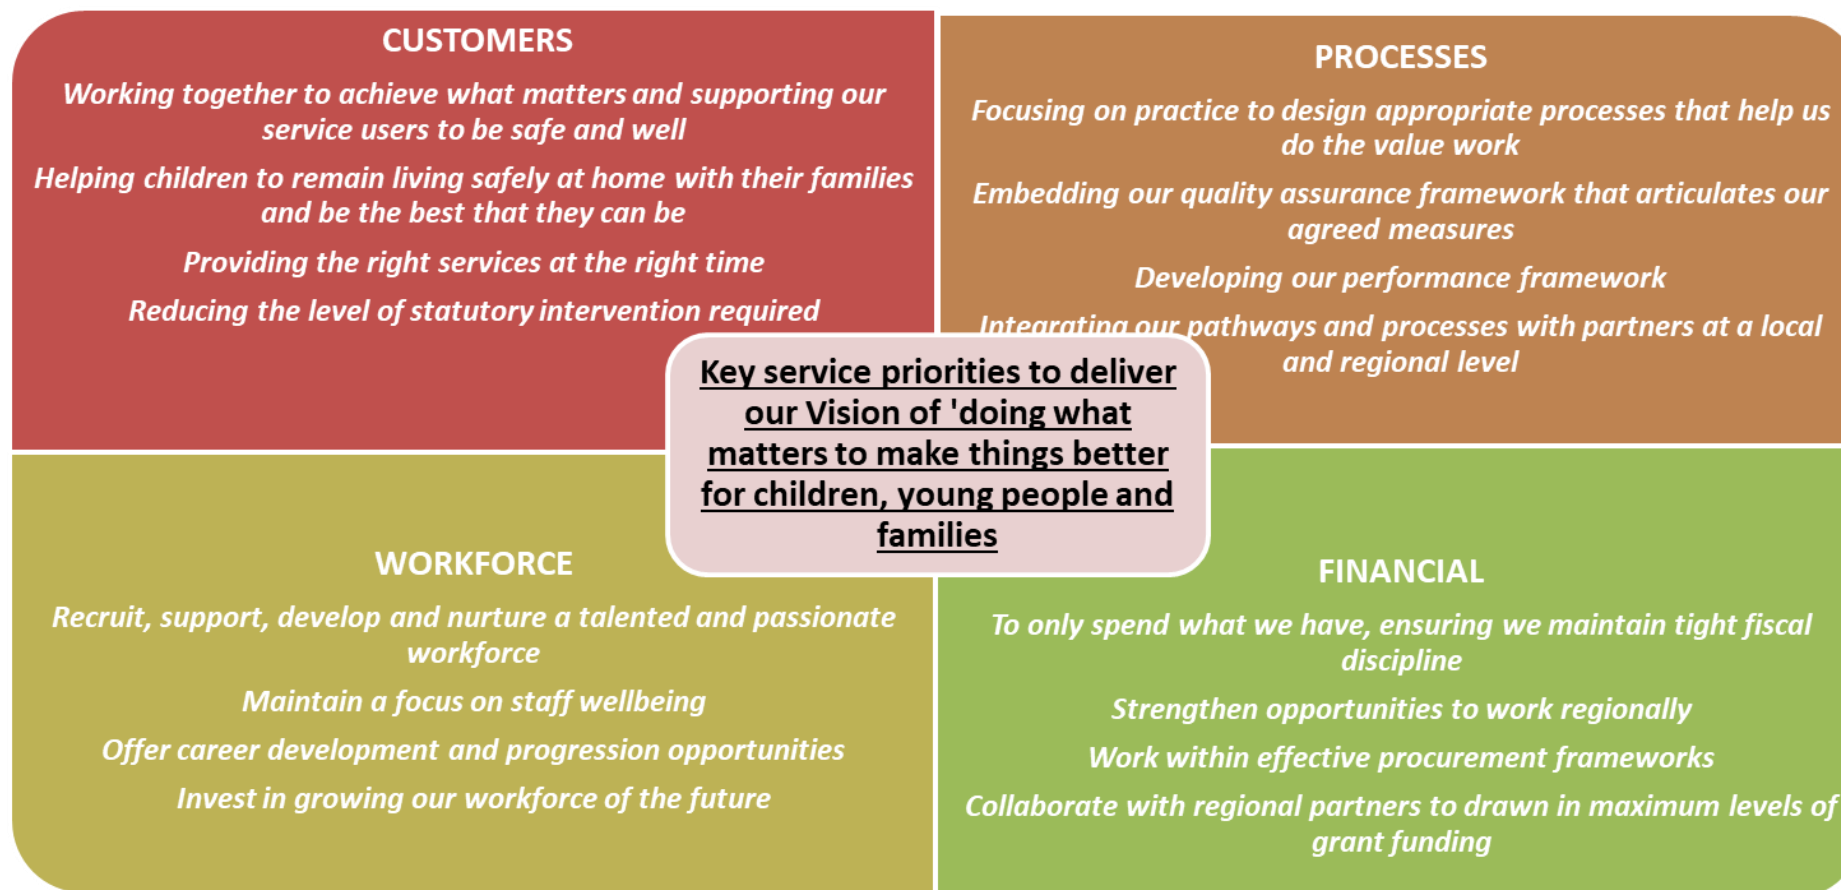 CUSTOMERS
Working together to achieve what matters and supporting our
service users to be safe and well
Helping children to remain living safely at home with their families
and be the best that they can be
Providing the right services at the right time
Reducing the level of statutory intervention required
PROCESSES
Focusing on practice to design appropriate processes that help us
do the value work
Embedding our quality assurance framework that articulates our
agreed measures
Developing our performance framework
Integrating our pathways and processes with partners at a local
and regional level
Key service priorities to deliver
our Vision of 'doing what
matters to make things better
for children, young people and
families
WORKFORCE
Recruit, support, develop and nurture a talented and passionate
workforce
Maintain a focus on staff wellbeing
Offer career development and progression opportunities
Invest in growing our workforce of the future
FINANCIAL
To only spend what we have, ensuring we maintain tight fiscal
discipline
Strengthen opportunities to work regionally
Work within effective procurement frameworks
Collaborate with regional partners to drawn in maximum levels of
grant funding